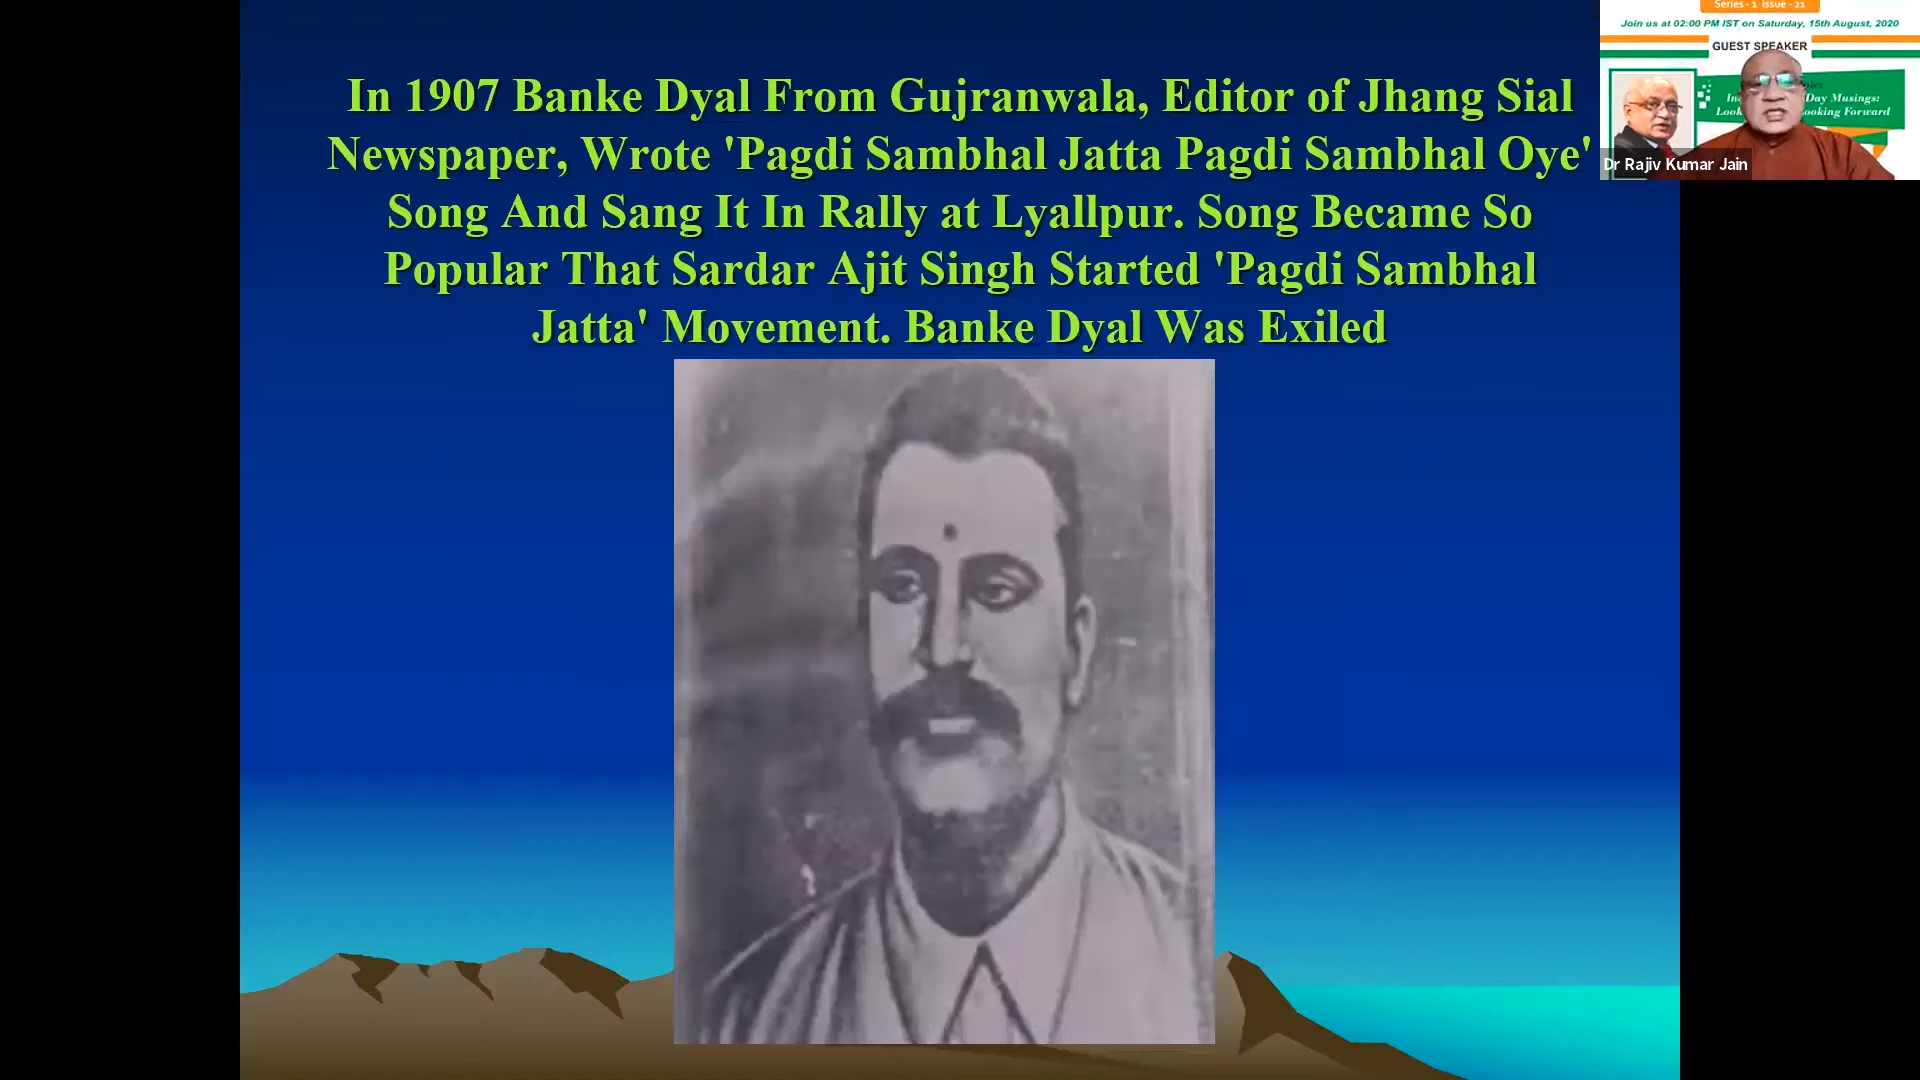 In 1907 Banke Dyal From Gujranwala, Editor of Jhang Sial
Newspaper, Wrote 'Pagdi Sambhal Jatta Pagdi Sambhal Oye'
Song And Sang It In Rally at Lyallpur. Song Became So
Popular That Sardar Ajit Singh Started 'Pagdi Sambhal
Jatta' Movement. Banke Dyal Was Exiled
Series - 1 Issue - 21
Join us at 02:00 PM IST on Saturday, 15th August, 2020
GUEST SPEAKER
Day Musings:
ooking Forward
Dr Rajiv Kumar Jain